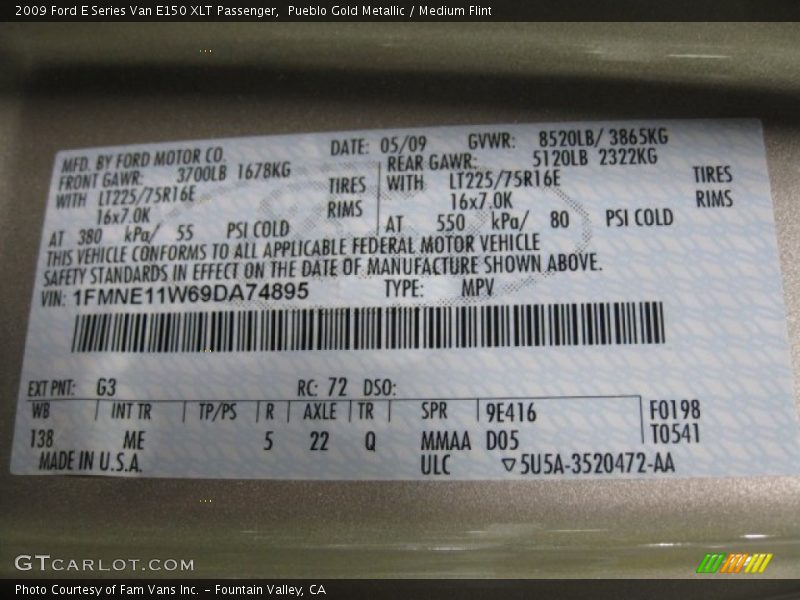 2009 Ford E Series Van E150 XLT Passenger, Pueblo Gold Metallic / Medium Flint
MFD. BY FORD MOTOR CO. DATE: 05/09 GVWR: 8520LB/ 3865KG
FRONT GAWR: 3700LB 1678KG REAR GAWR: 5120LB 2322KG
WITH LT225/75R16E TIRES WITH LT225/75R16E TIRES
16x7.0K RIMS 16x7.0K RIMS
AT 380 kPa/ 55 PSI COLD AT 550 kPa/ 80 PSI COLD
THIS VEHICLE CONFORMS TO ALL APPLICABLE FEDERAL MOTOR VEHICLE
SAFETY STANDARDS IN EFFECT ON THE DATE OF MANUFACTURE SHOWN ABOVE.
VIN: 1FMNE11W69DA74895 TYPE: MPV
EXT PNT: G3 RC: 72 DSO:
WB INT TR TP/PS R AXLE TR SPR 9E416 F0198
138 ME 5 22 Q MMAA D05 T0541
MADE IN U.S.A. ULC ▽5U5A-3520472-AA
GTCARLOT.COM
Photo Courtesy of Fam Vans Inc. - Fountain Valley, CA